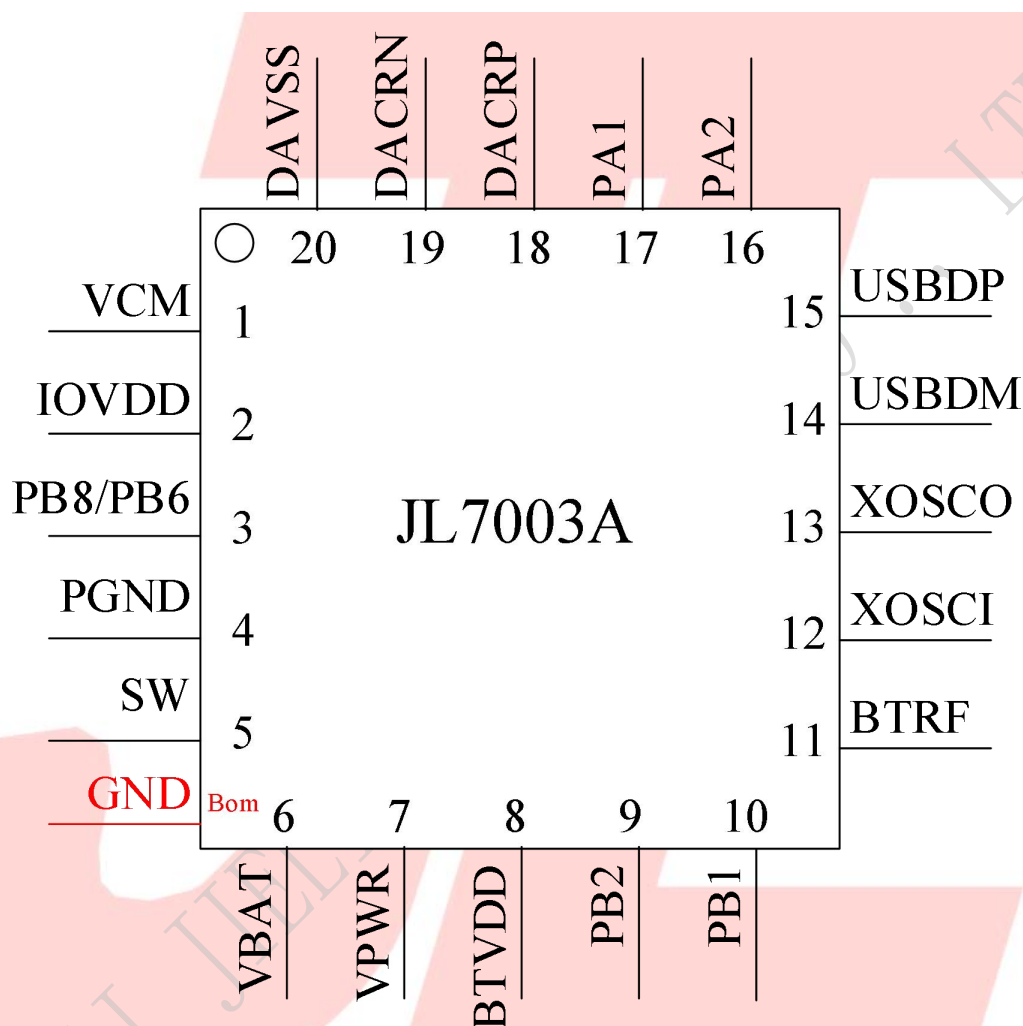 DAVSS
DACRN
DACRP
PA1
PA2
20
19
18
17
16
VCM
1
IOVDD
2
PB8/PB6
3
PGND
4
SW
5
GND
Bom
JL7003A
15
USBDP
14
USBDM
13
XOSCO
12
XOSCI
11
BTRF
6
7
8
9
10
VBAT
VPWR
BTVDD
PB2
PB1